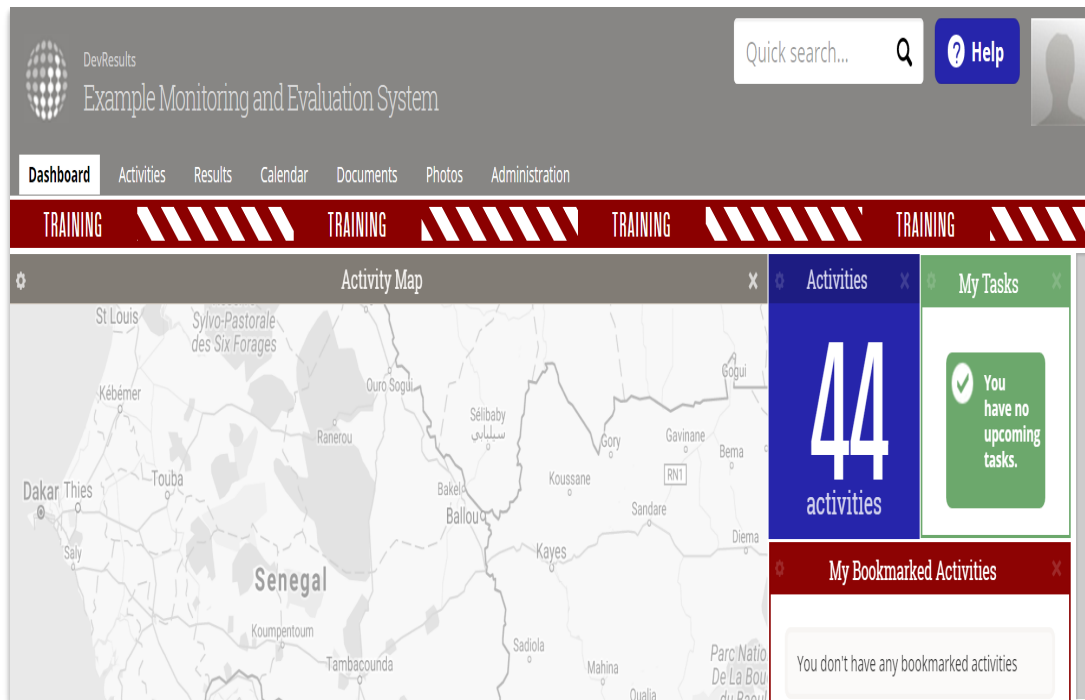 DevResults
Example Monitoring and Evaluation System
Quick search...
? Help
Dashboard Activities Results Calendar Documents Photos Administration
TRAINING TRAINING TRAINING TRAINING
Activity Map
St Louis
Sylvo-Pastorale
des Six Forages
Kébémer
Ouro Sogui
Gogui
Ranerou
Sélibaby
سيليبابي
Gory
Gavinane
Bema
Touba
Koussane
RN1
Dakar
Thies
Bakel
Ballou
Sandare
Saly
Kayes
Diema
Senegal
Koumpentoum
Tambacounda
Sadiola
Mahina
Parc Natio
De La Bou
du Baoul
Oualia
Activities
44
activities
My Tasks
You
have no
upcoming
tasks.
My Bookmarked Activities
You don't have any bookmarked activities